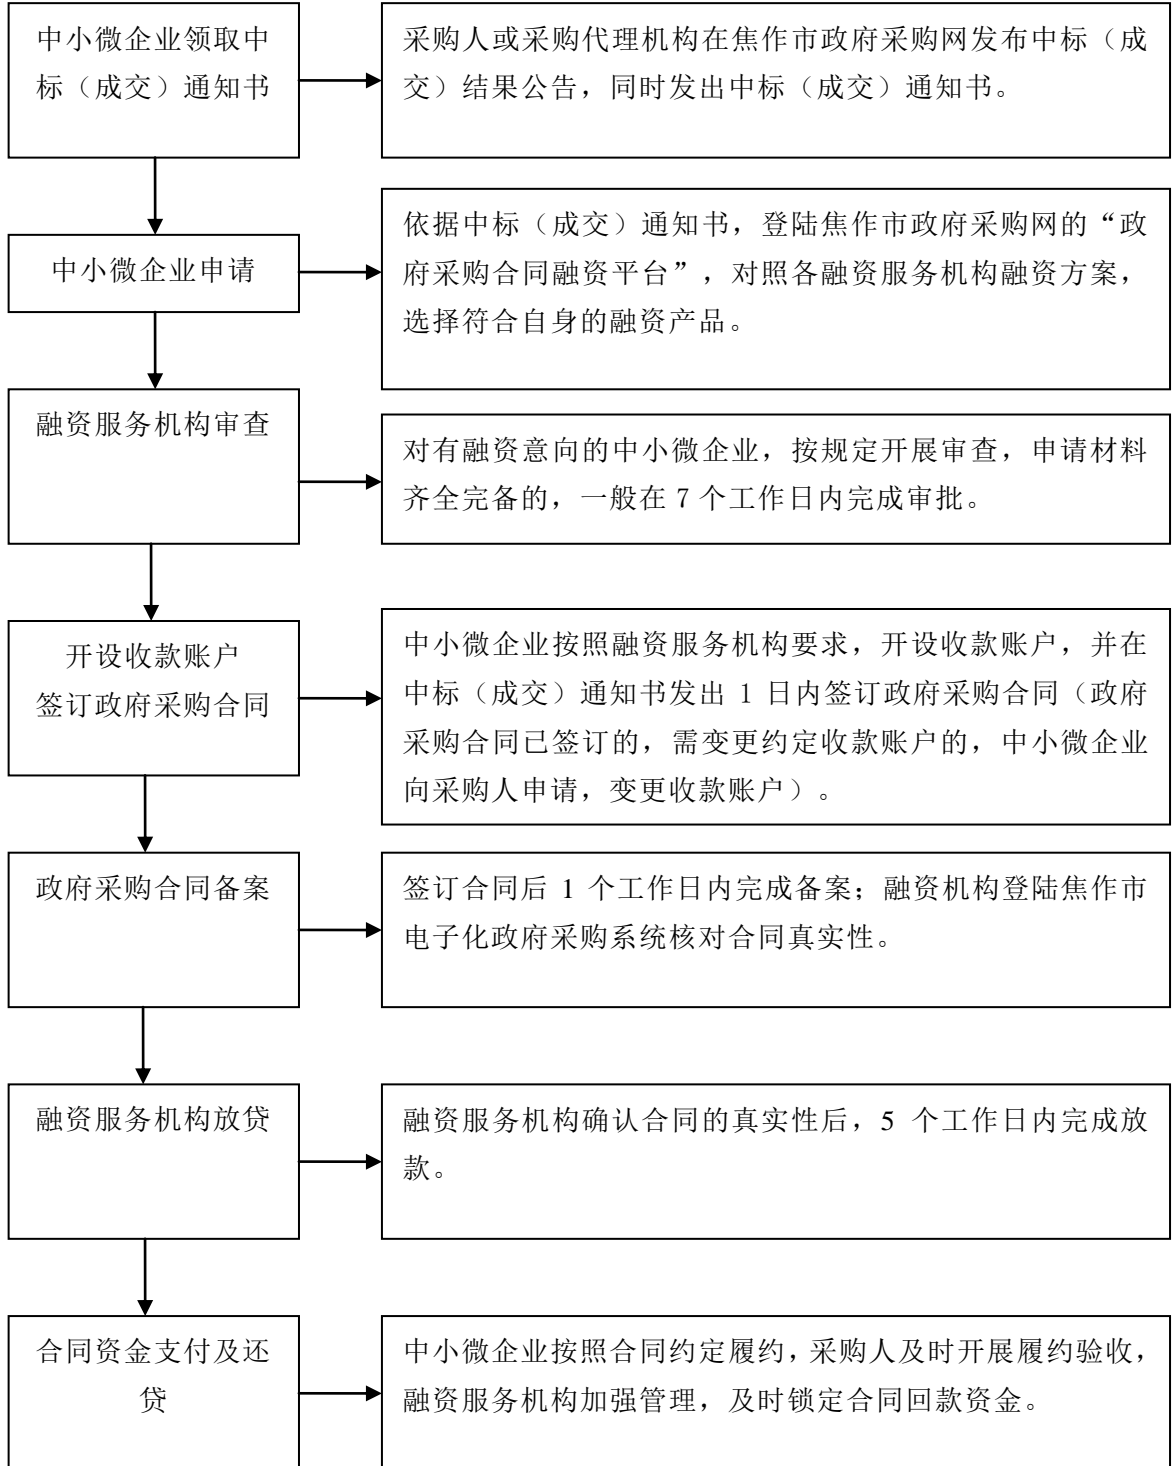 中小微企业领取中
标（成交）通知书
采购人或采购代理机构在焦作市政府采购网发布中标（成
交）结果公告，同时发出中标（成交）通知书。
中小微企业申请
依据中标（成交）通知书，登陆焦作市政府采购网的“政
府采购合同融资平台”，对照各融资服务机构融资方案，
选择符合自身的融资产品。
融资服务机构审查
对有融资意向的中小微企业，按规定开展审查，申请材料
齐全完备的，一般在 7 个工作日内完成审批。
开设收款账户
签订政府采购合同
中小微企业按照融资服务机构要求，开设收款账户，并在
中标（成交）通知书发出 1 日内签订政府采购合同（政府
采购合同已签订的，需变更约定收款账户的，中小微企业
向采购人申请，变更收款账户）。
政府采购合同备案
签订合同后 1 个工作日内完成备案；融资机构登陆焦作市
电子化政府采购系统核对合同真实性。
融资服务机构放贷
融资服务机构确认合同的真实性后，5 个工作日内完成放
款。
合同资金支付及还
贷
中小微企业按照合同约定履约，采购人及时开展履约验收，
融资服务机构加强管理，及时锁定合同回款资金。